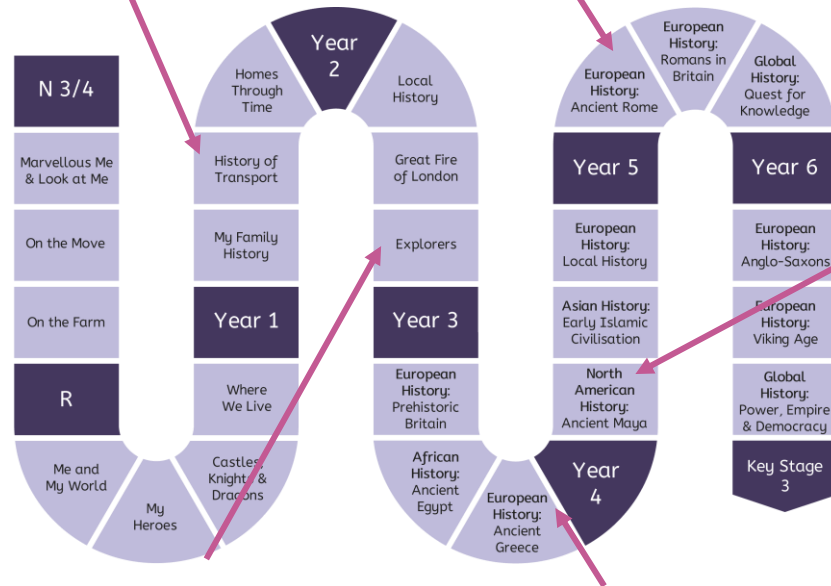 N 3/4
Marvellous Me
& Look at Me
On the Move
On the Farm
R
Me and
My World
My
Heroes
Castles,
Knights &
Dragons
Where
We Live
Year 1
My Family
History
History of
Transport
Homes
Through
Time
Year
2
Local
History
Great Fire
of London
Explorers
Year 3
European
History:
Prehistoric
Britain
African
History:
Ancient
Egypt
European
History:
Ancient
Greece
Year
4
North
American
History:
Ancient Maya
Asian History:
Early Islamic
Civilisation
European
History:
Local History
Year 5
European
History:
Ancient Rome
European
History:
Romans in
Britain
Global
History:
Quest for
Knowledge
Year 6
European
History:
Anglo-Saxons
European
History:
Viking Age
Global
History:
Power, Empire
& Democracy
Key Stage
3